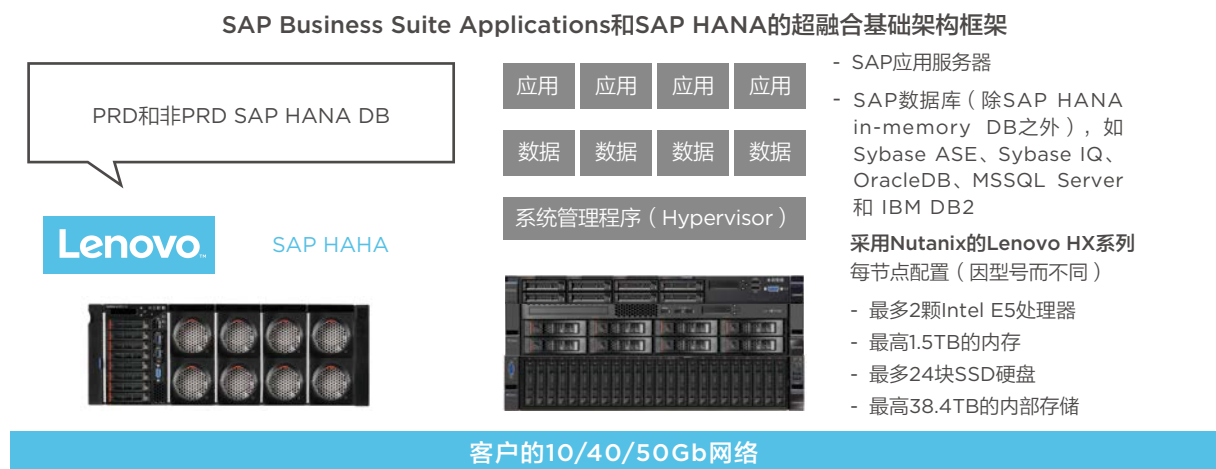 SAP Business Suite Applications和SAP HANA的超融合基础架构框架
PRD和非PRD SAP HANA DB
Lenovo™
SAP HAHA
应用 应用 应用 应用
数据 数据 数据 数据
系统管理程序（Hypervisor）
- SAP应用服务器
- SAP数据库（除SAP HANA
in-memory DB之外），如
Sybase ASE、Sybase IQ、
OracleDB、MSSQL Server
和 IBM DB2
采用Nutanix的Lenovo HX系列
每节点配置（因型号而不同）
- 最多2颗Intel E5处理器
- 最高1.5TB的内存
- 最多24块SSD硬盘
- 最高38.4TB的内部存储
客户的10/40/50Gb网络